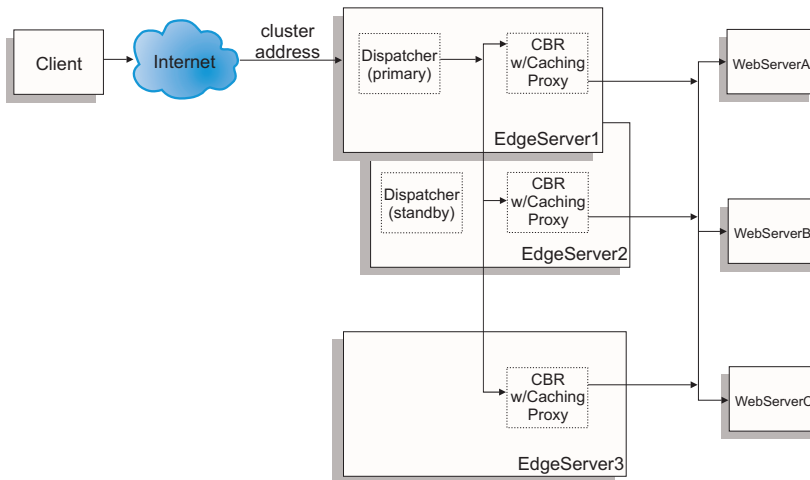 Client
Internet
cluster
address
Dispatcher
(primary)
CBR
w/Caching
Proxy
EdgeServer1
WebServerA
Dispatcher
(standby)
CBR
w/Caching
Proxy
EdgeServer2
WebServerB
CBR
w/Caching
Proxy
EdgeServer3
WebServerC